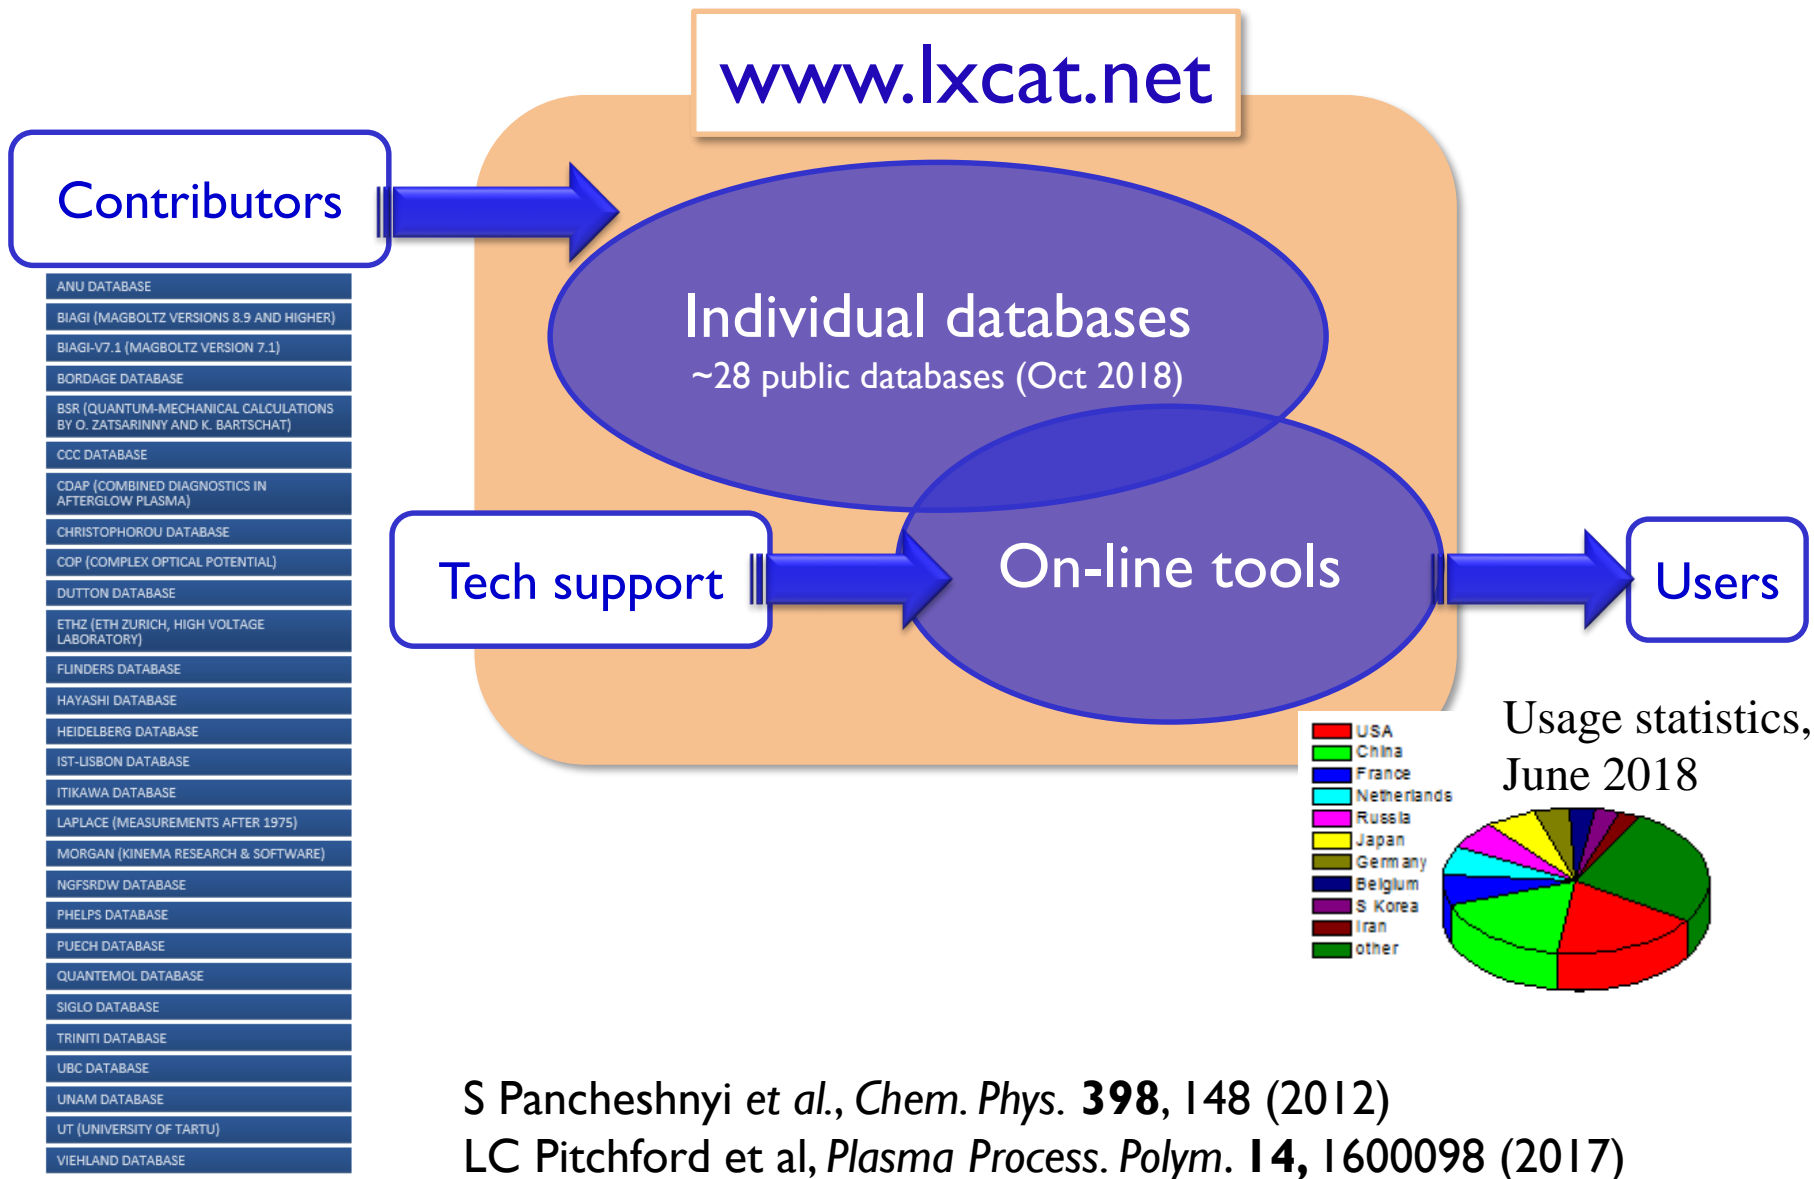 www.lxcat.net
Contributors
ANU DATABASE
BIAGI (MAGBOLTZ VERSIONS 8.9 AND HIGHER)
BIAGI-V7.1 (MAGBOLTZ VERSION 7.1)
BORDAGE DATABASE
BSR (QUANTUM-MECHANICAL CALCULATIONS
BY O. ZATSARINNY AND K. BARTSCHAT)
CCC DATABASE
CDAP (COMBINED DIAGNOSTICS IN
AFTERGLOW PLASMA)
CHRISTOPHOROU DATABASE
COP (COMPLEX OPTICAL POTENTIAL)
DUTTON DATABASE
ETHZ (ETH ZURICH, HIGH VOLTAGE
LABORATORY)
FLINDERS DATABASE
HAYASHI DATABASE
HEIDELBERG DATABASE
IST-LISBON DATABASE
ITIKAWA DATABASE
LAPLACE (MEASUREMENTS AFTER 1975)
MORGAN (KINEMA RESEARCH & SOFTWARE)
NGFSRDW DATABASE
PHELPS DATABASE
PUECH DATABASE
QUANTEMOL DATABASE
SIGLO DATABASE
TRINITI DATABASE
UBC DATABASE
UNAM DATABASE
UT (UNIVERSITY OF TARTU)
VIEHLAND DATABASE
Individual databases
~28 public databases (Oct 2018)
Tech support
On-line tools
Users
Usage statistics,
June 2018
USA
China
France
Netherlands
Russia
Japan
Germany
Belgium
S Korea
Iran
other
S Pancheshnyi et al., Chem. Phys. 398, 148 (2012)
LC Pitchford et al, Plasma Process. Polym. 14, 1600098 (2017)